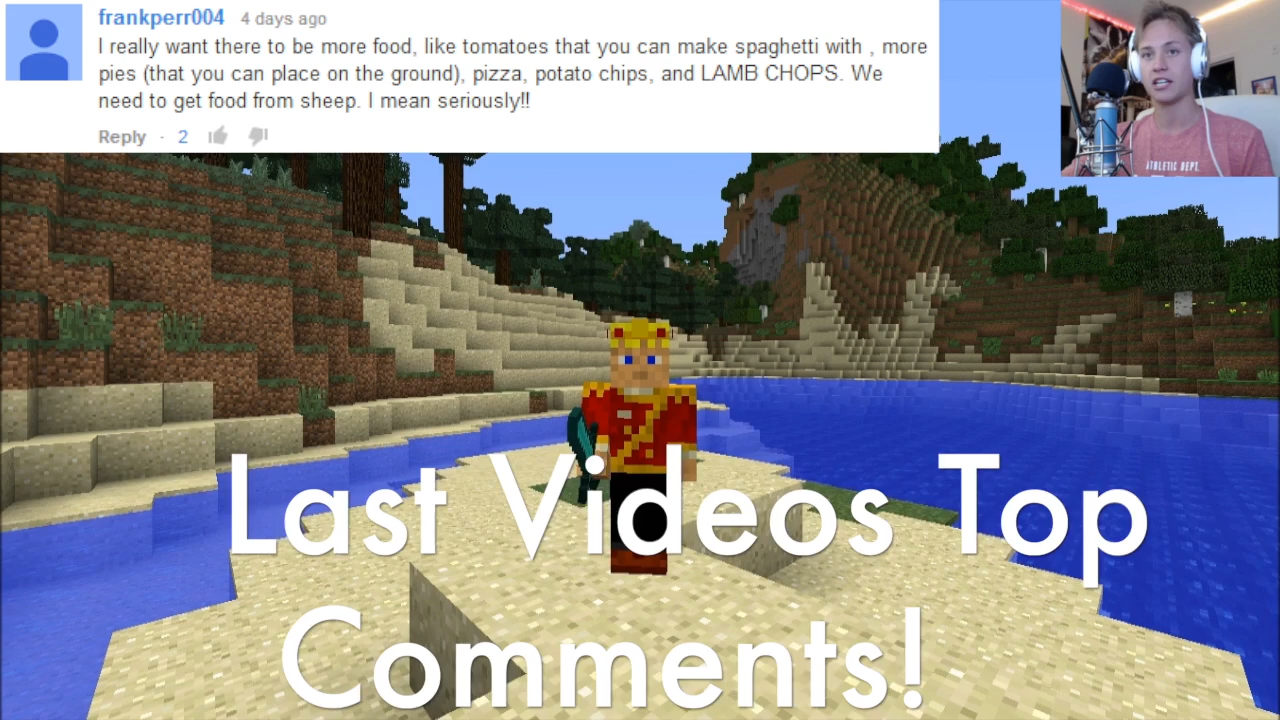 frankperr004 4 days ago
I really want there to be more food, like tomatoes that you can make spaghetti with , more
pies (that you can place on the ground), pizza, potato chips, and LAMB CHOPS. We
need to get food from sheep. I mean seriously!!
Reply · 2
ATHLETIC DEPT.
Last Videos Top
Comments!